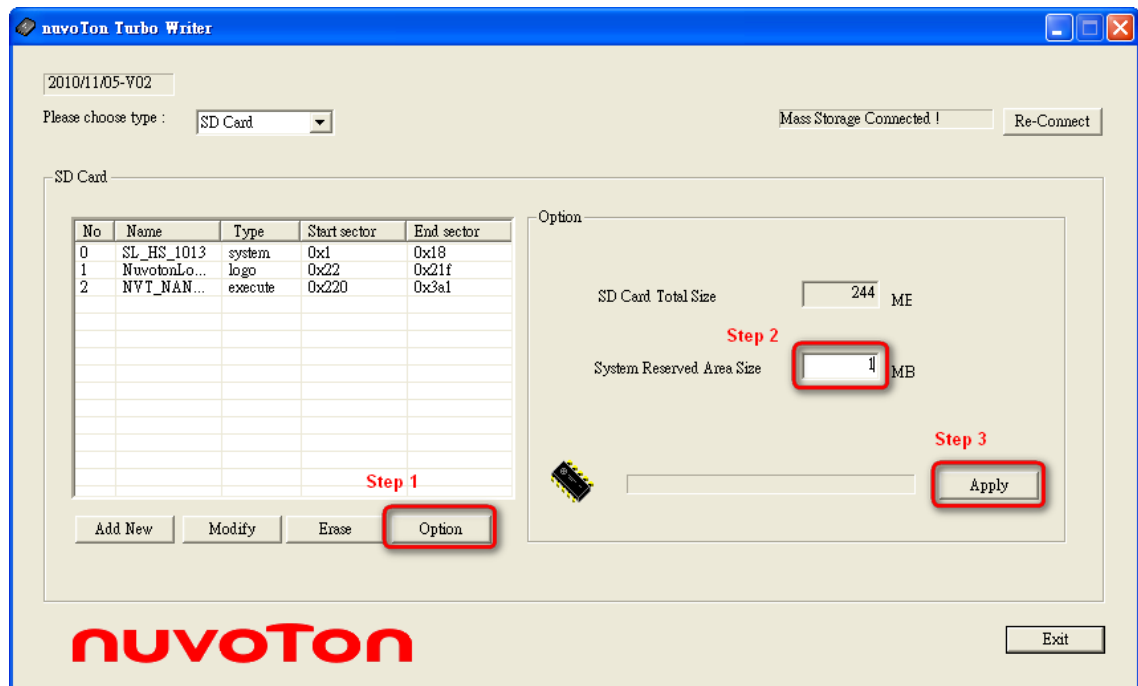 nuvoTon Turbo Writer
2010/11/05-V02
Please choose type :
SD Card
Mass Storage Connected !
Re-Connect
SD Card
No Name Type Start sector End sector
0 SL_HS_1013 system 0x1 0x18
1 NuvotonLo... logo 0x22 0x21f
2 NVT_NAN... execute 0x220 0x3a1
Option
SD Card Total Size 244 ME
Step 2
System Reserved Area Size 1 MB
Step 3
Apply
Step 1
Add New Modify Erase Option
nuvoTon
Exit